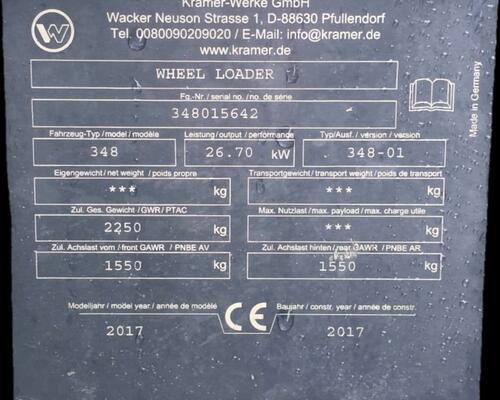 Kramer-Werke GmbH
Wacker Neuson Strasse 1, D-88630 Pfullendorf
Tel. 0080090209020 / E-Mail: info@kramer.de
www.kramer.de
WHEEL LOADER
Fg.-Nr. / serial no. / no. de série
348015642
Fahrzeug-Typ / model / modèle Leistung / output / performance Typ/Ausf. / version / version
348 26.70 kW 348-01
Eigengewicht / net weight / poids propre Transportgewicht / transport weight / poids de transport
*** kg *** kg
Zul. Ges. Gewicht / GWR / PTAC Max. Nutzlast / max. payload / max. charge utile
2250 kg *** kg
Zul. Achslast vorn / front GAWR / PNBE AV Zul. Achslast hinten / rear GAWR / PNBE AR
1550 kg 1550 kg
Modelljahr / model year / année de modèle Baujahr / constr. year / année de constr.
2017 CE 2017
Made in Germany